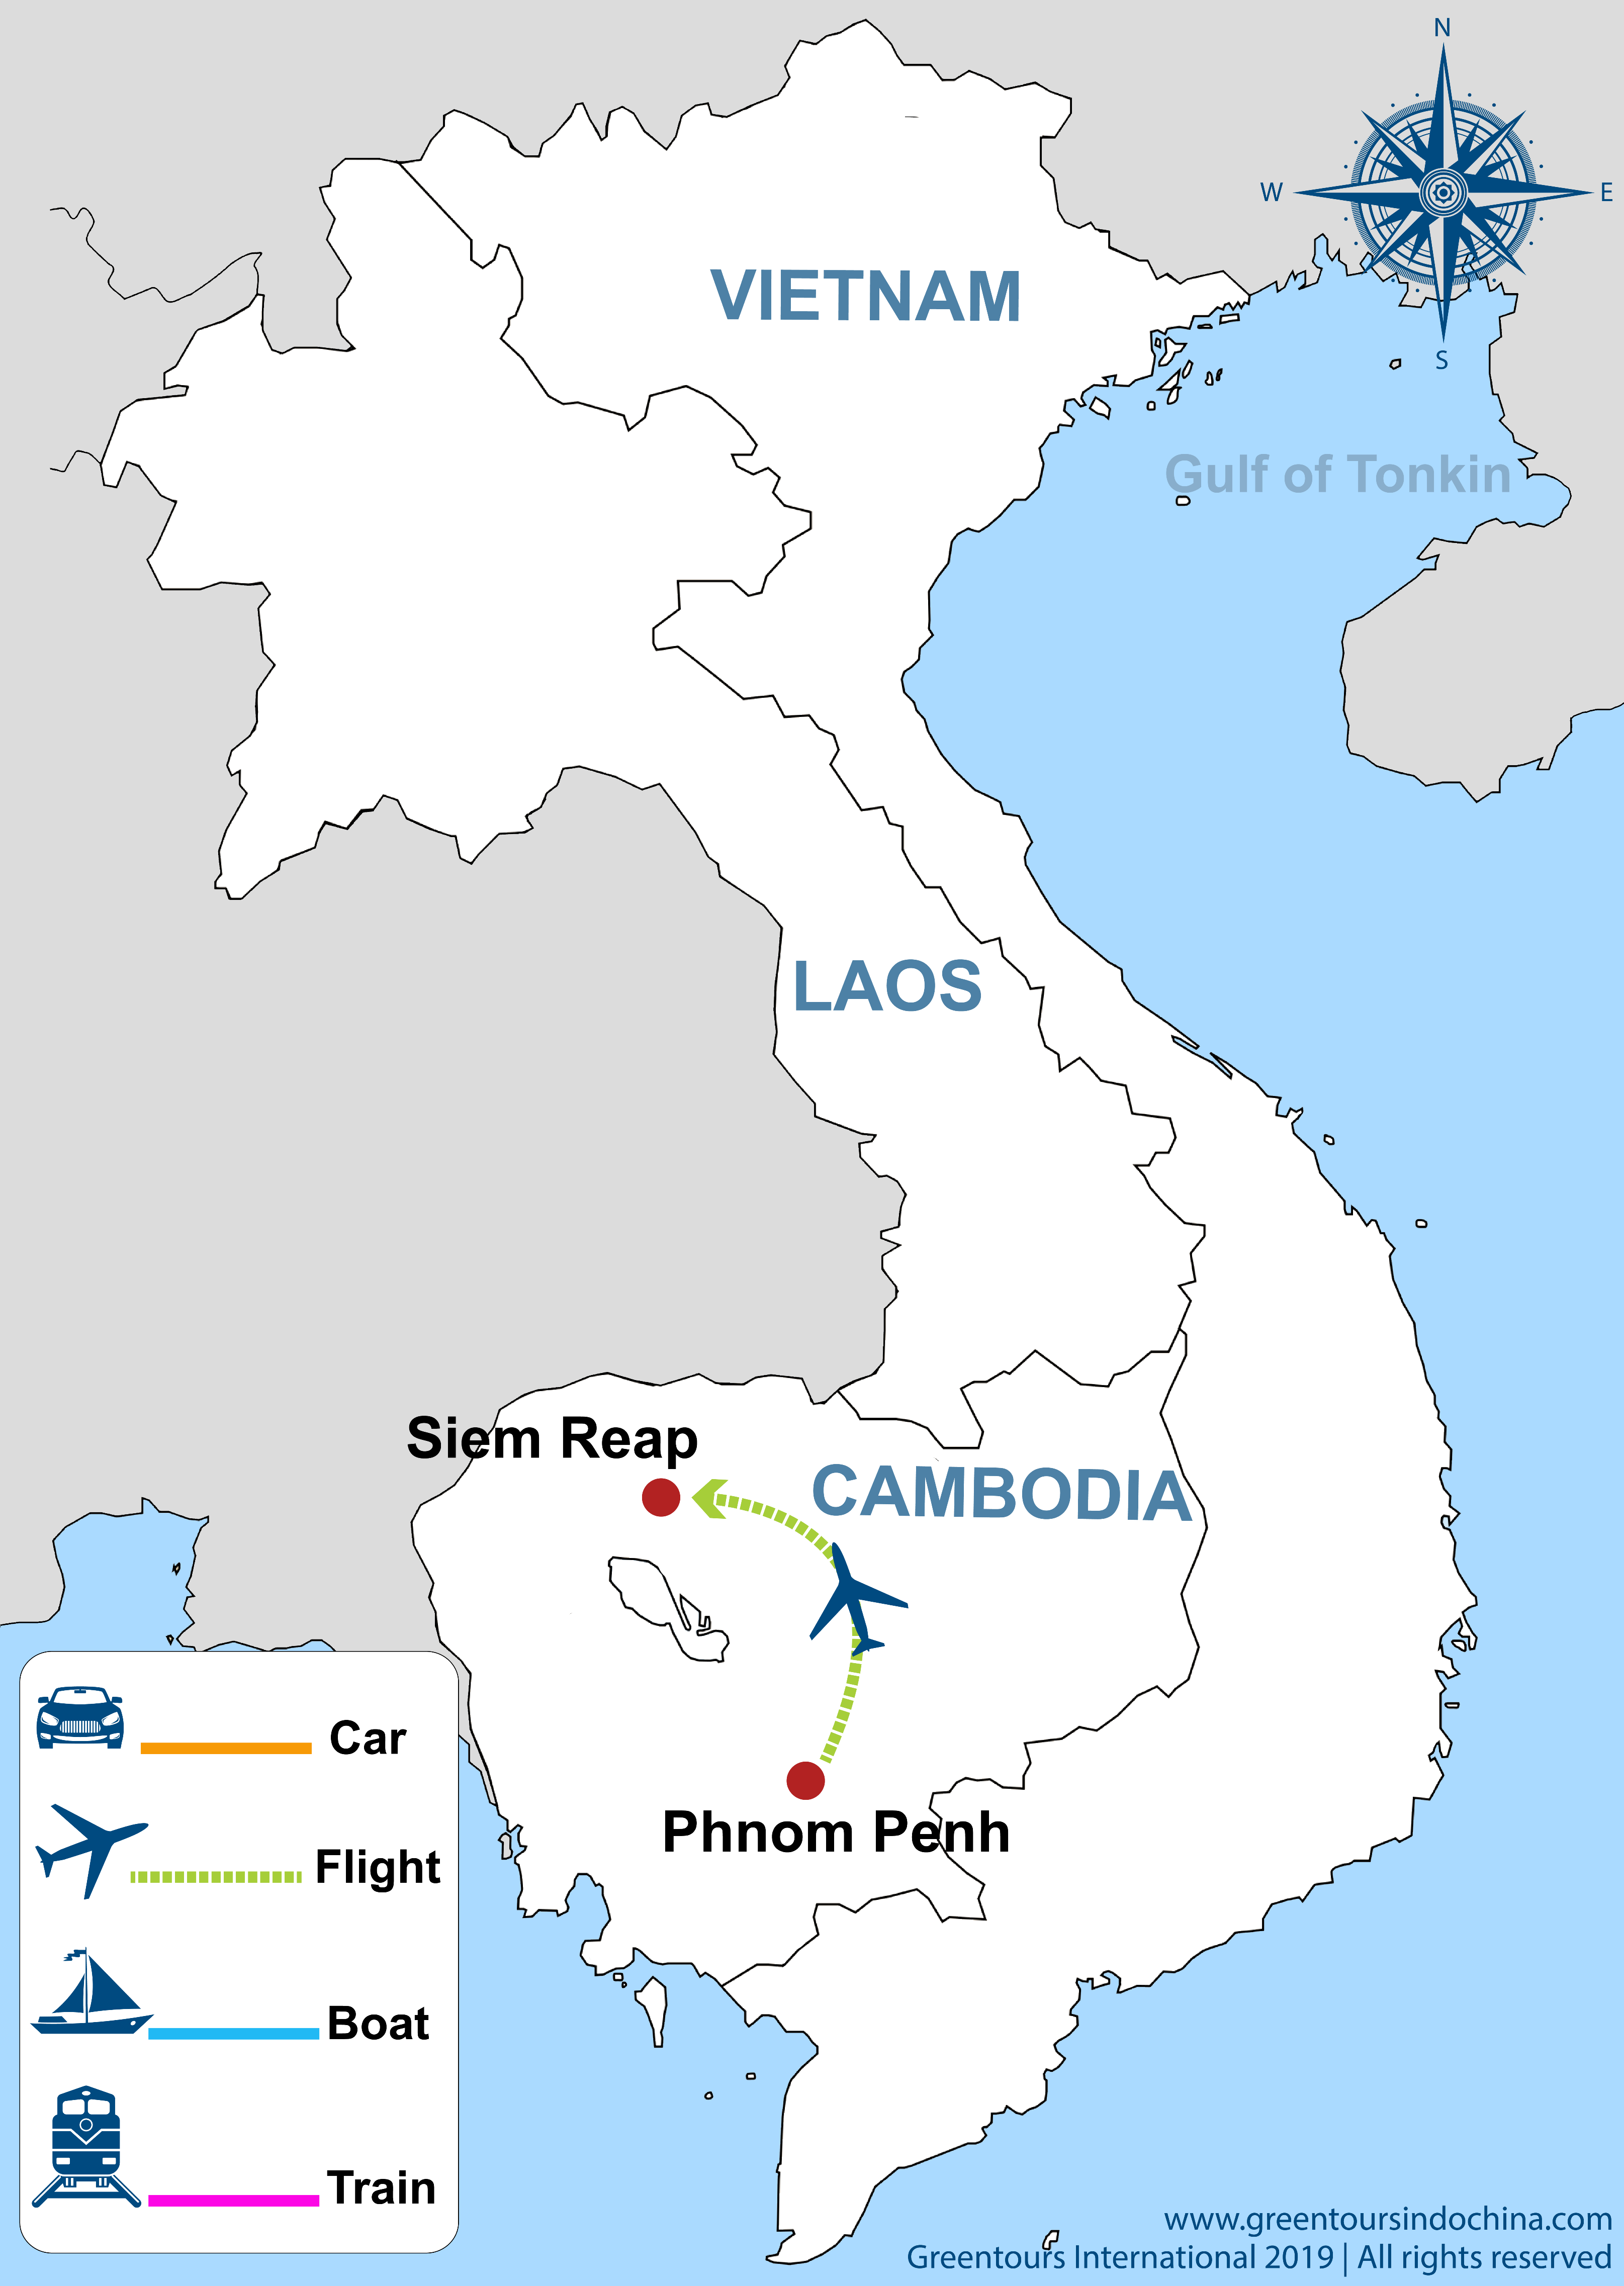 N
W
E
S
VIETNAM
Gulf of Tonkin
LAOS
Siem Reap
CAMBODIA
Phnom Penh
Car
Flight
Boat
Train
www.greentoursindochina.com
Greentours International 2019 | All rights reserved